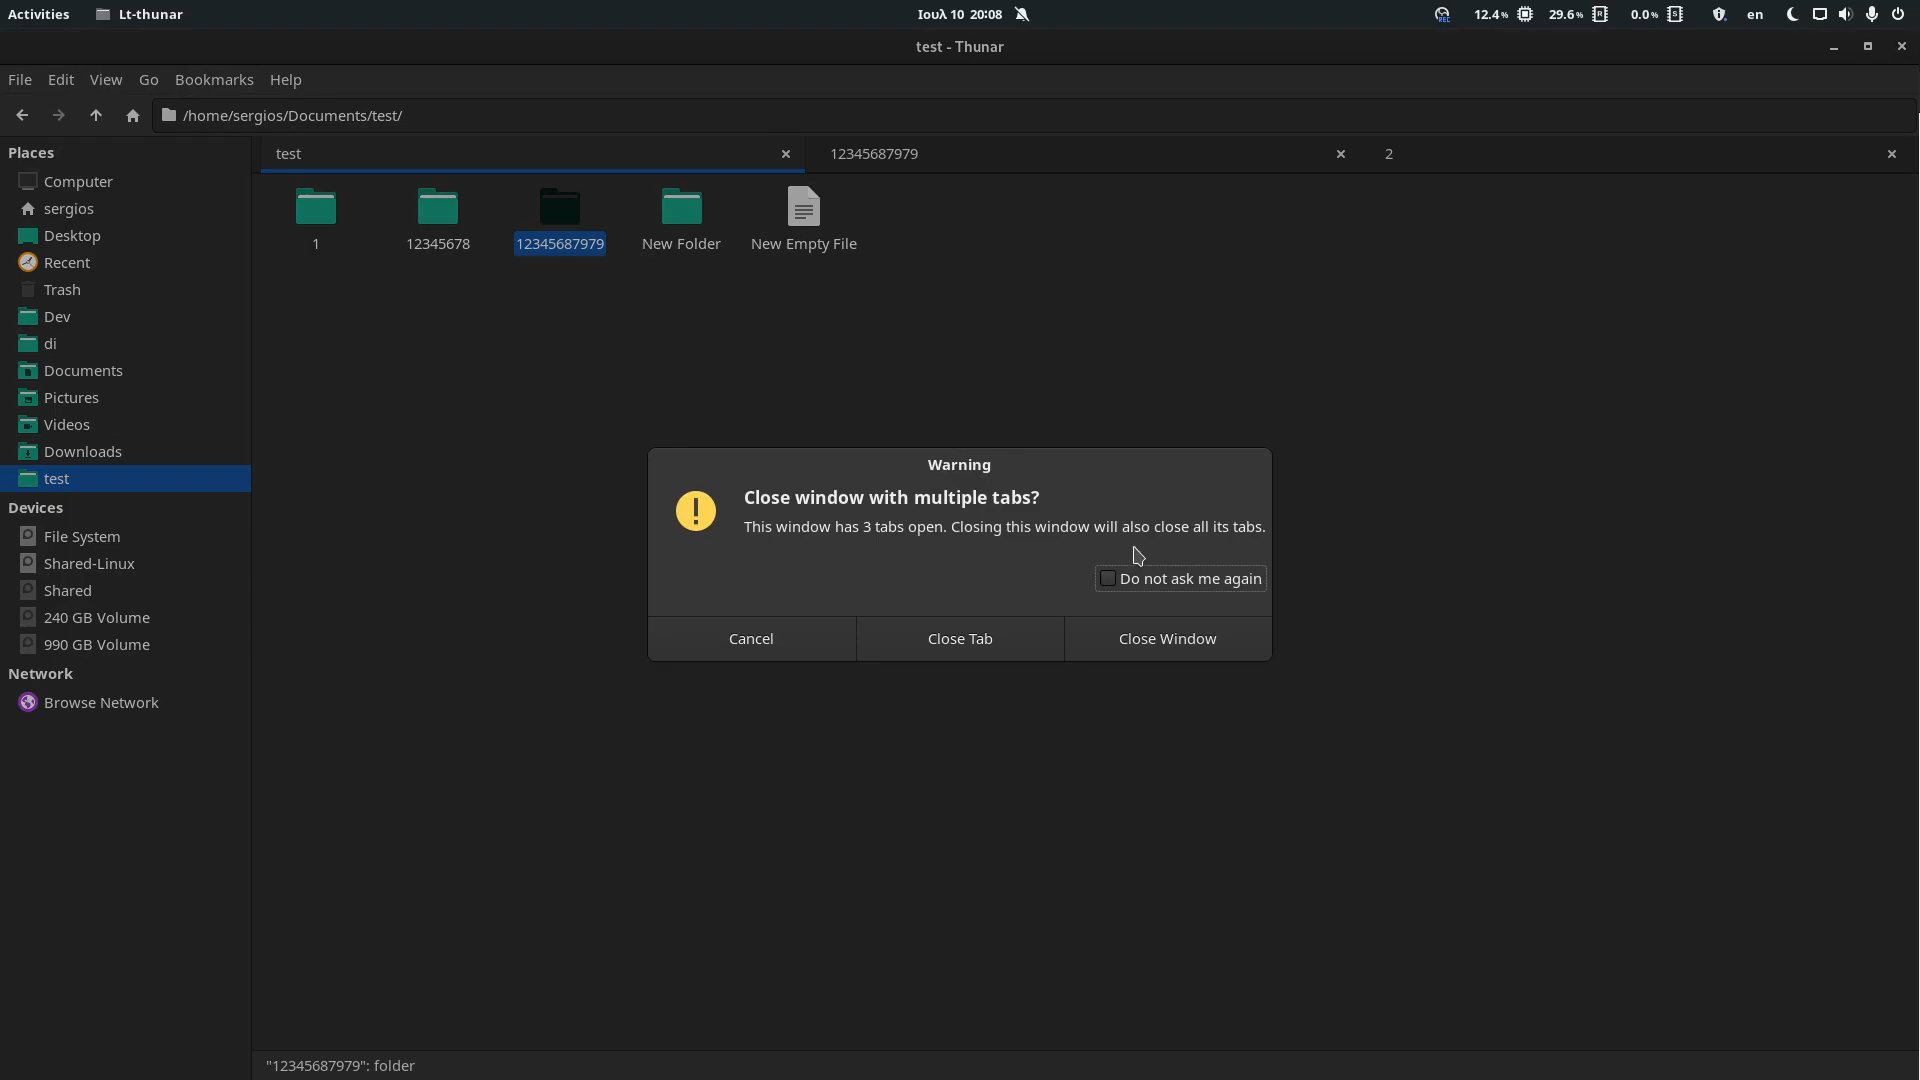 Activities Lt-thunar Ιουλ 10 20:08 REC 12.4% 29.6% R 0.0% S en
test - Thunar
File Edit View Go Bookmarks Help
/home/sergios/Documents/test/
Places
test 12345687979 2
Computer
sergios
Desktop
Recent
Trash
Dev
di
Documents
Pictures
Videos
Downloads
test
Devices
File System
Shared-Linux
Shared
240 GB Volume
990 GB Volume
Network
Browse Network
1 12345678 12345687979 New Folder New Empty File
Warning
Close window with multiple tabs?
This window has 3 tabs open. Closing this window will also close all its tabs.
Do not ask me again
Cancel Close Tab Close Window
"12345687979": folder